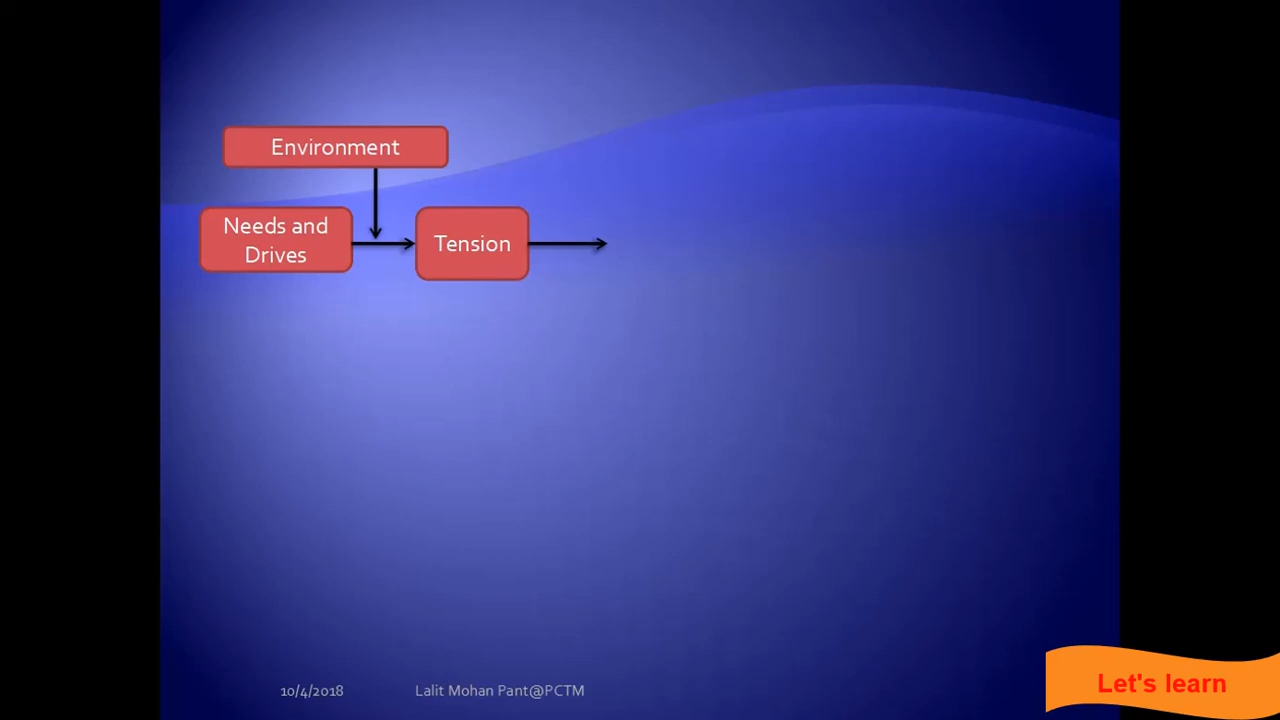 Environment
Needs and
Drives
Tension
10/4/2018
Lalit Mohan Pant@PCTM
Let's learn